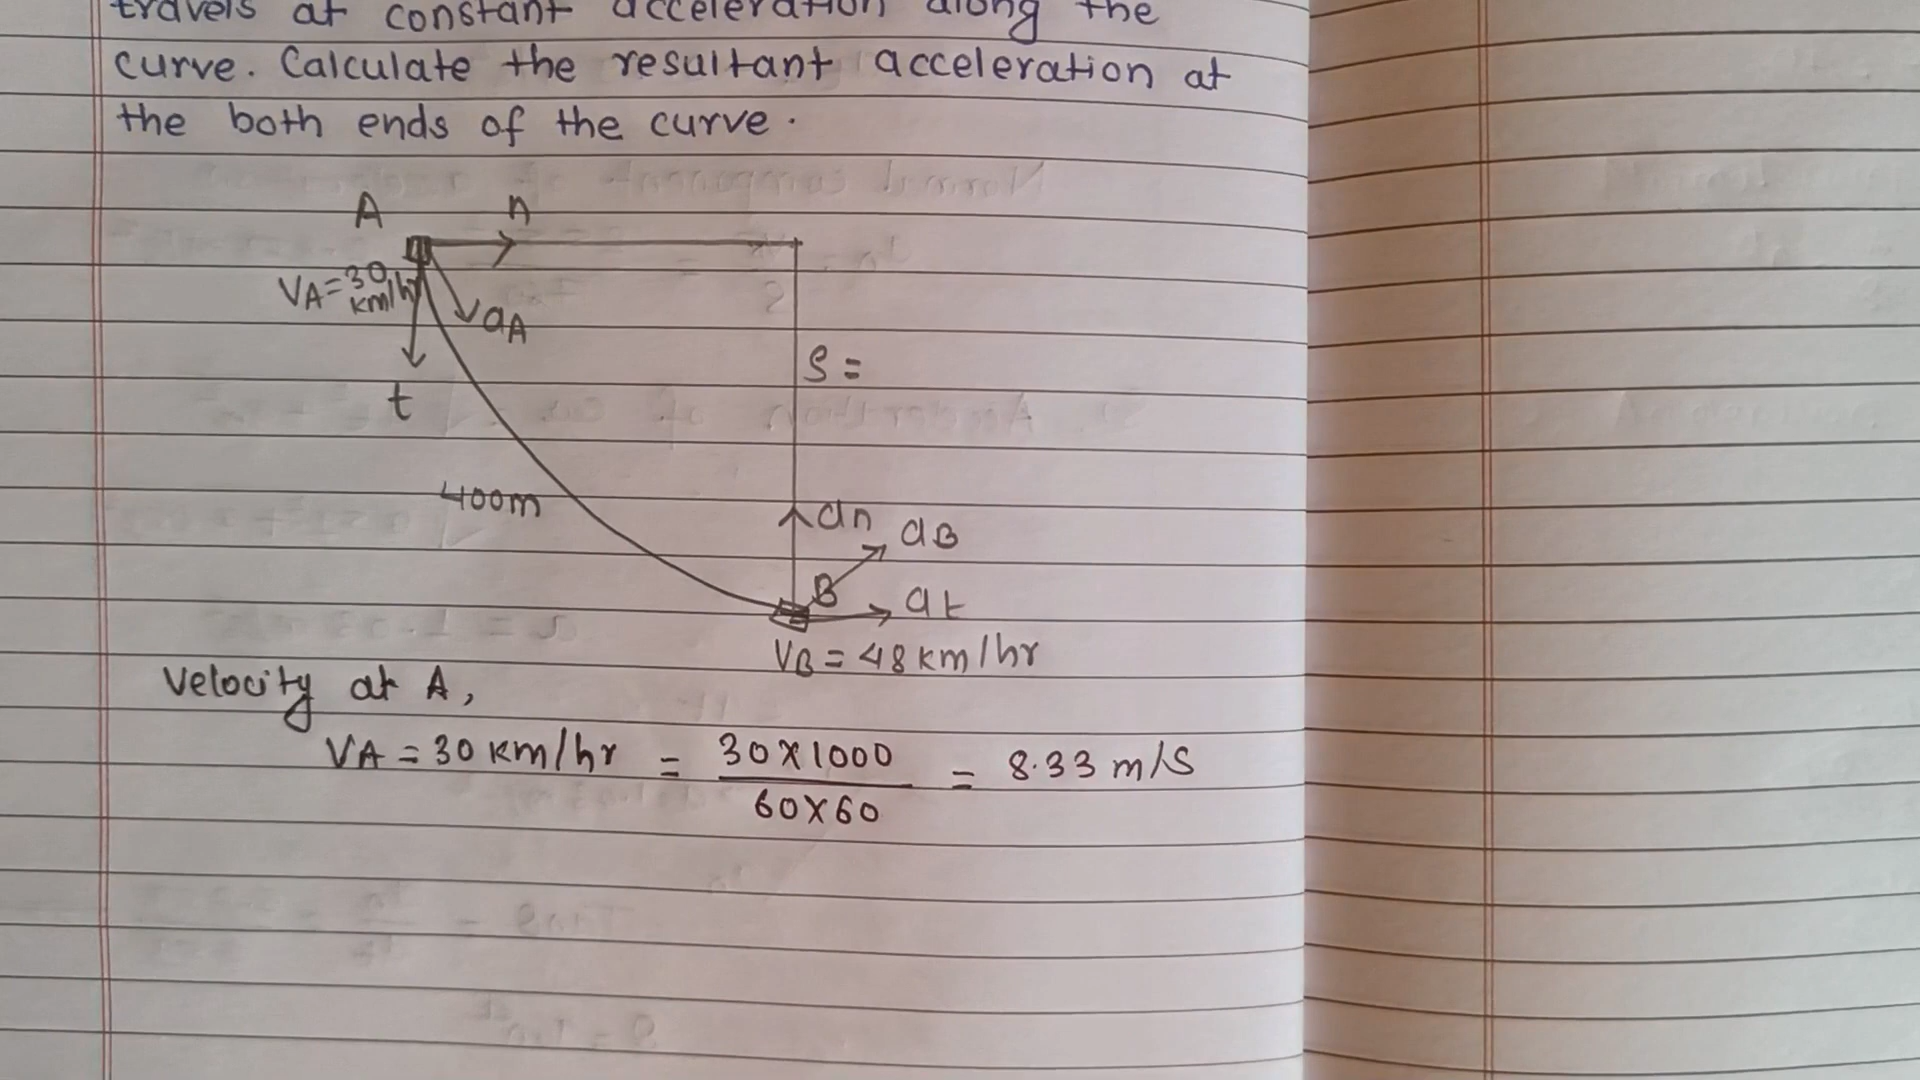 travels at constant acceleration along the
curve. Calculate the resultant acceleration at
the both ends of the curve.
A
n
VA = 30 km/hr
aA
t
ρ =
400m
an
aB
B
at
VB = 48 km/hr
Velocity at A,
VA = 30 km/hr = 30×1000 / 60×60 = 8.33 m/s